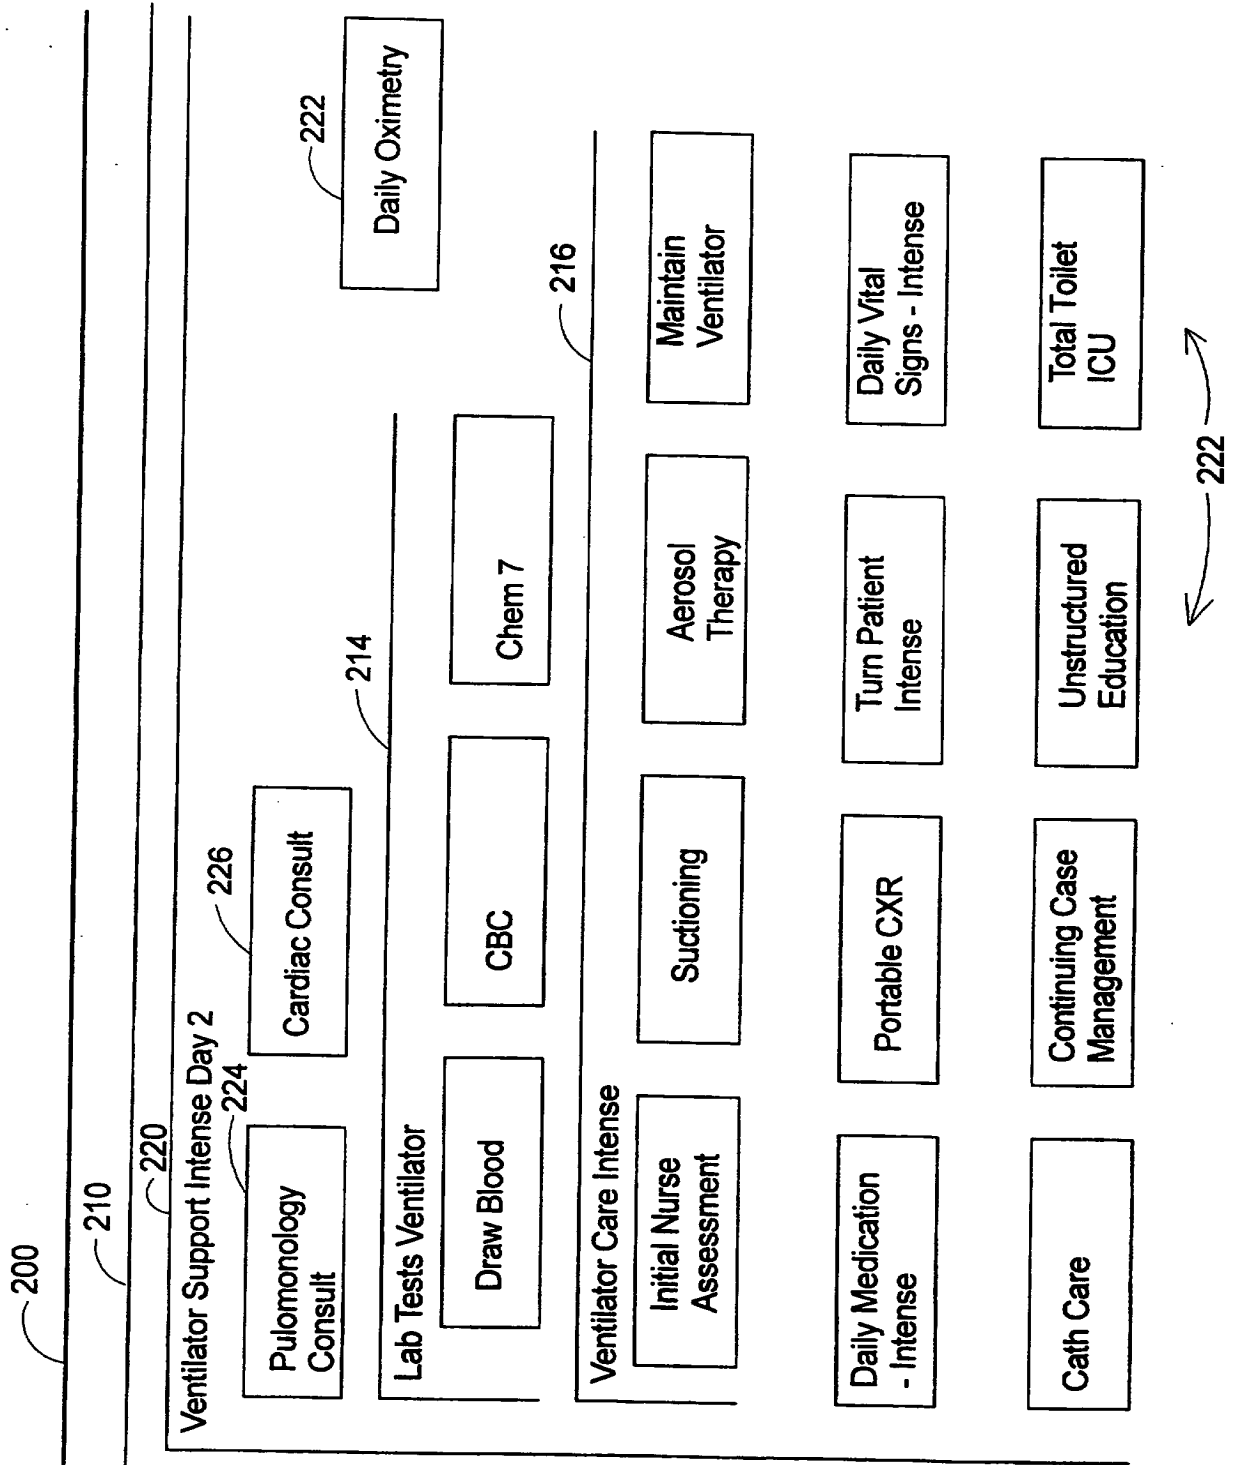 200
210
220
Ventilator Support Intense Day 2
224
226
222
Pulomonology
Consult
Cardiac Consult
Daily Oximetry
214
Lab Tests Ventilator
Draw Blood
CBC
Chem 7
216
Ventilator Care Intense
Initial Nurse
Assessment
Suctioning
Aerosol
Therapy
Maintain
Ventilator
Daily Medication
- Intense
Portable CXR
Turn Patient
Intense
Daily Vital
Signs - Intense
Cath Care
Continuing Case
Management
Unstructured
Education
Total Toilet
ICU
222